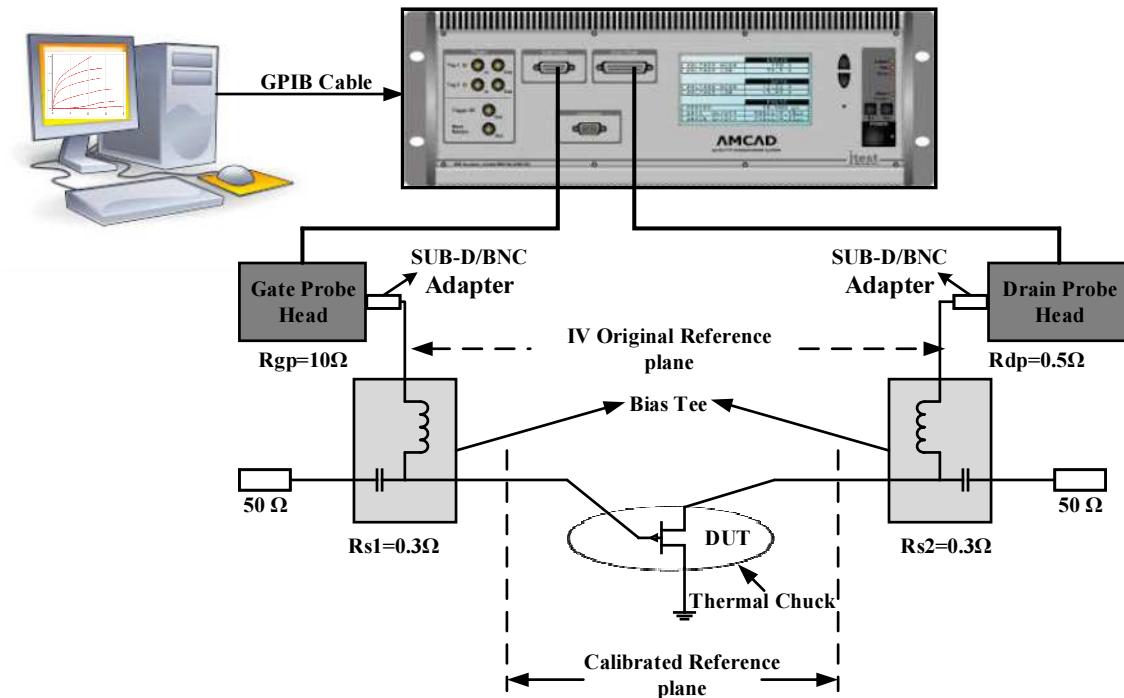 GPIB Cable
AMCAD
itest
SUB-D/BNC
Adapter
SUB-D/BNC
Adapter
Gate Probe
Head
Drain Probe
Head
IV Original Reference
plane
Rgp=10Ω
Rdp=0.5Ω
Bias Tee
50 Ω
50 Ω
DUT
Rs1=0.3Ω
Rs2=0.3Ω
Thermal Chuck
Calibrated Reference
plane